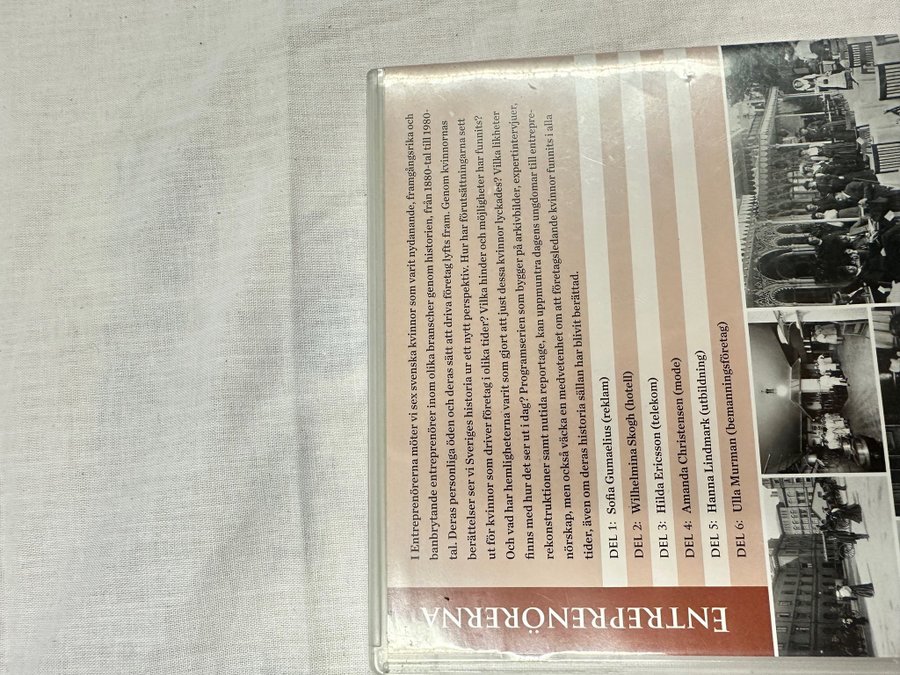 ENTREPRENÖRERNA
I Entreprenörerna möter vi sex svenska kvinnor som varit nydanande, framgångsrika och
banbrytande entreprenörer inom olika branscher genom historien, från 1880-tal till 1980-
tal. Deras personliga öden och deras sätt att driva företag lyfts fram. Genom kvinnornas
berättelser ser vi Sveriges historia ur ett nytt perspektiv. Hur har förutsättningarna sett
ut för kvinnor som driver företag i olika tider? Vilka hinder och möjligheter har funnits?
Och vad har hemligheterna varit som gjort att just dessa kvinnor lyckades? Vilka likheter
finns med hur det ser ut i dag? Programserien som bygger på arkivbilder, expertintervjuer,
rekonstruktioner samt nutida reportage, kan uppmuntra dagens ungdomar till entrepre-
nörskap, men också väcka en medvetenhet om att företagsledande kvinnor funnits i alla
tider, även om deras historia sällan har blivit berättad.
DEL 1: Sofia Gumaelius (reklam)
DEL 2: Wilhelmina Skogh (hotell)
DEL 3: Hilda Ericsson (telekom)
DEL 4: Amanda Christensen (mode)
DEL 5: Hanna Lindmark (utbildning)
DEL 6: Ulla Murman (bemanningsföretag)